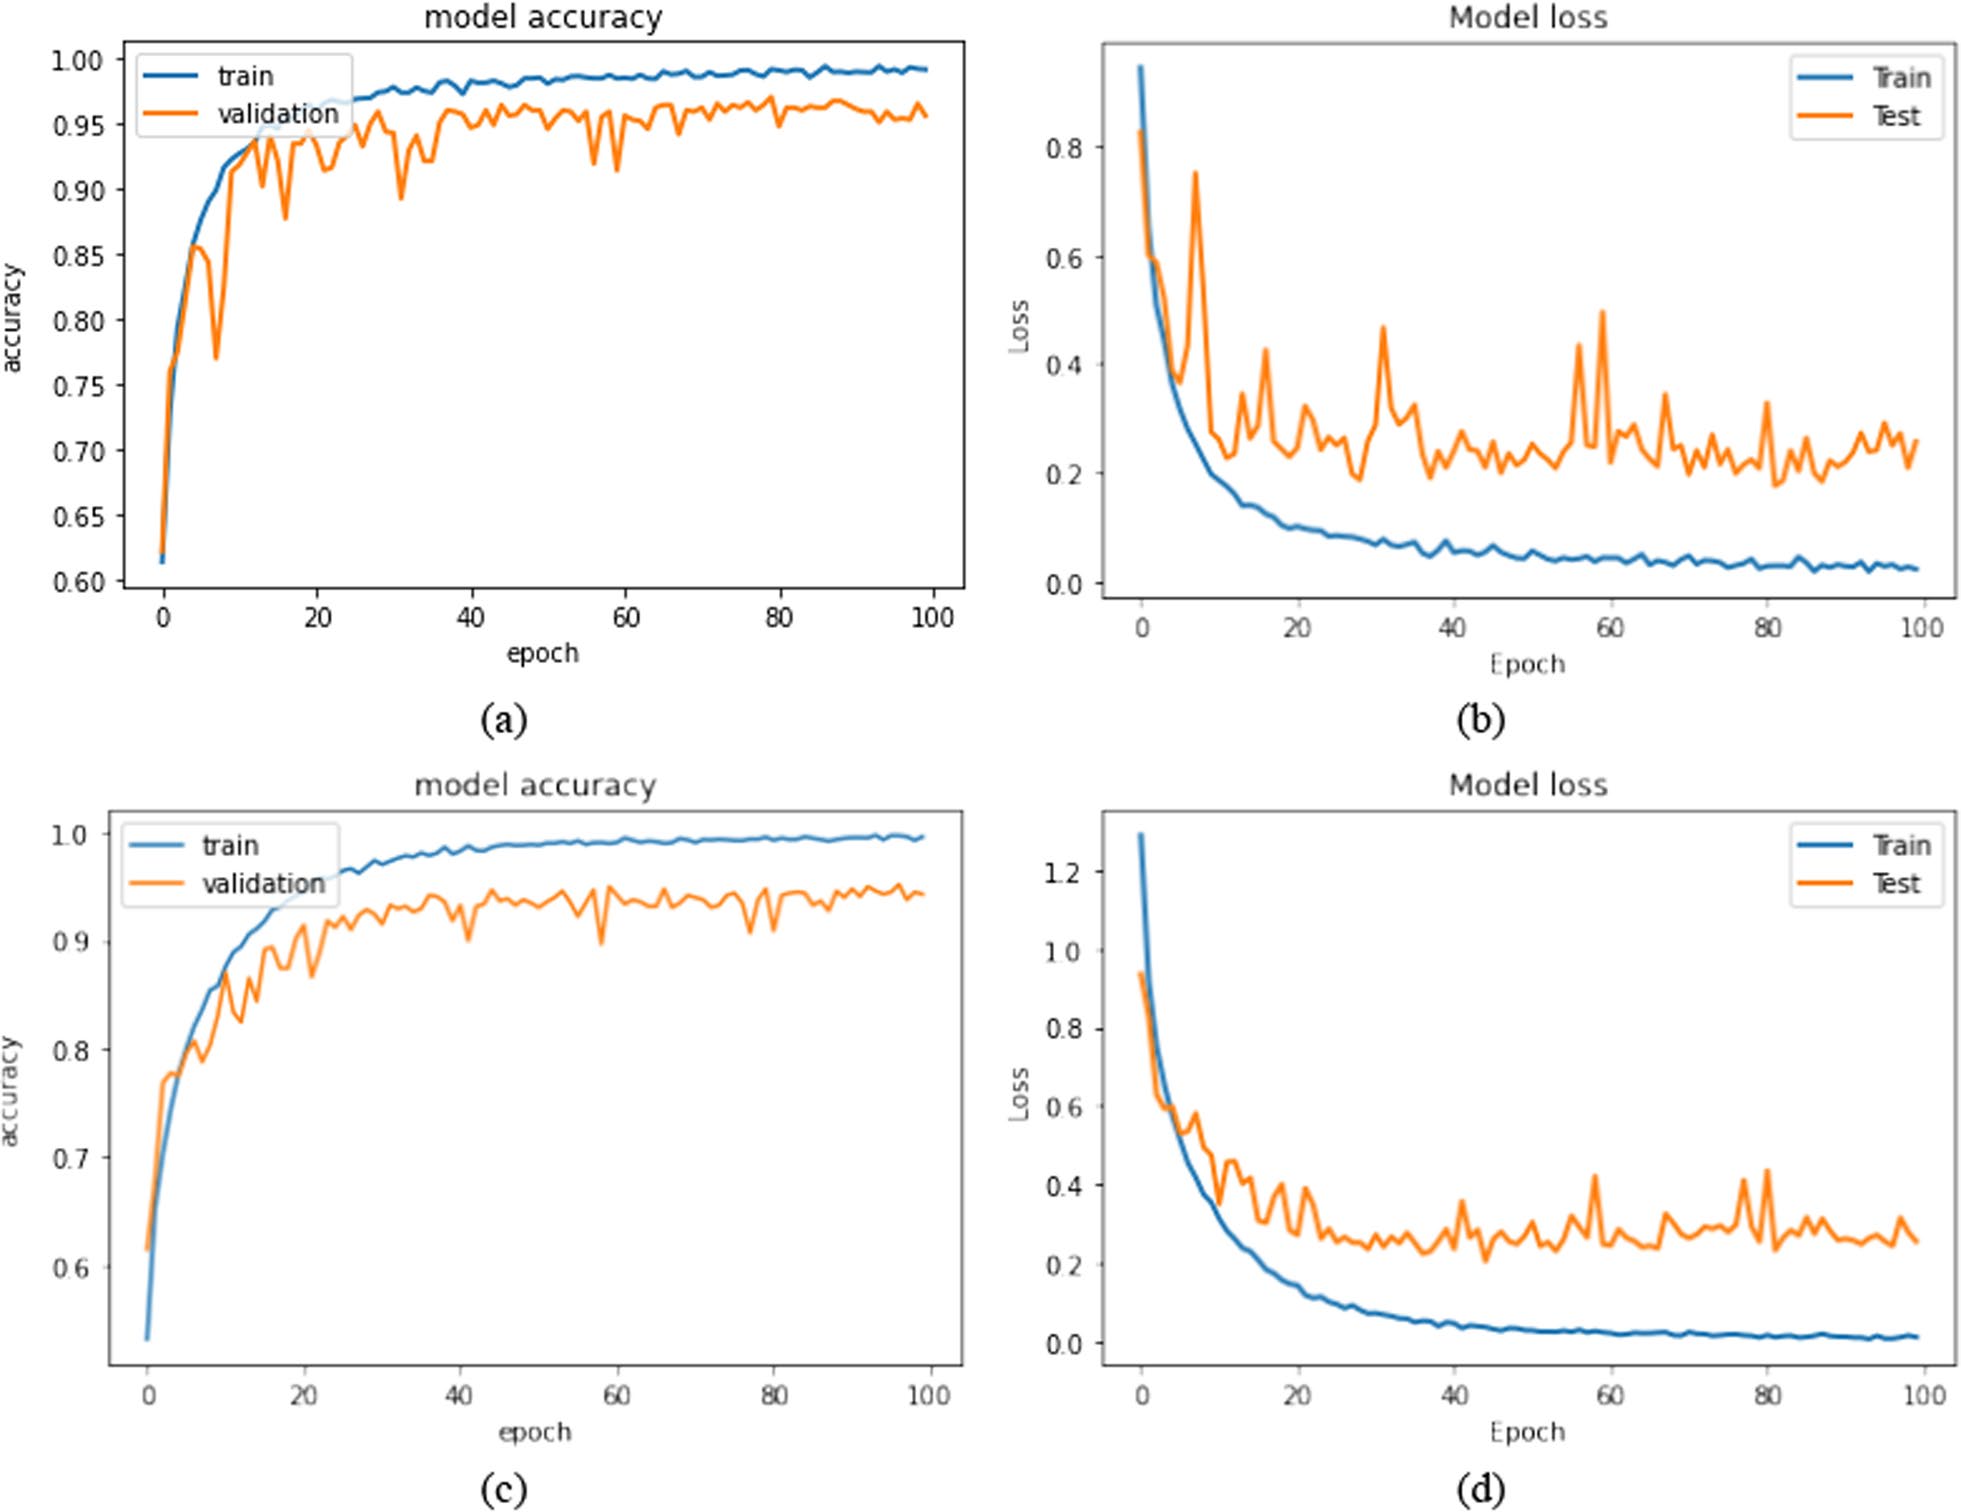 model accuracy
1.00
0.95
0.90
0.85
0.80
0.75
0.70
0.65
0.60
accuracy
train
validation
0 20 40 60 80 100
epoch
(a)
Model loss
0.8
0.6
0.4
0.2
0.0
Loss
Train
Test
0 20 40 60 80 100
Epoch
(b)
model accuracy
1.0
0.9
0.8
0.7
0.6
accuracy
train
validation
0 20 40 60 80 100
epoch
(c)
Model loss
1.2
1.0
0.8
0.6
0.4
0.2
0.0
Loss
Train
Test
0 20 40 60 80 100
Epoch
(d)